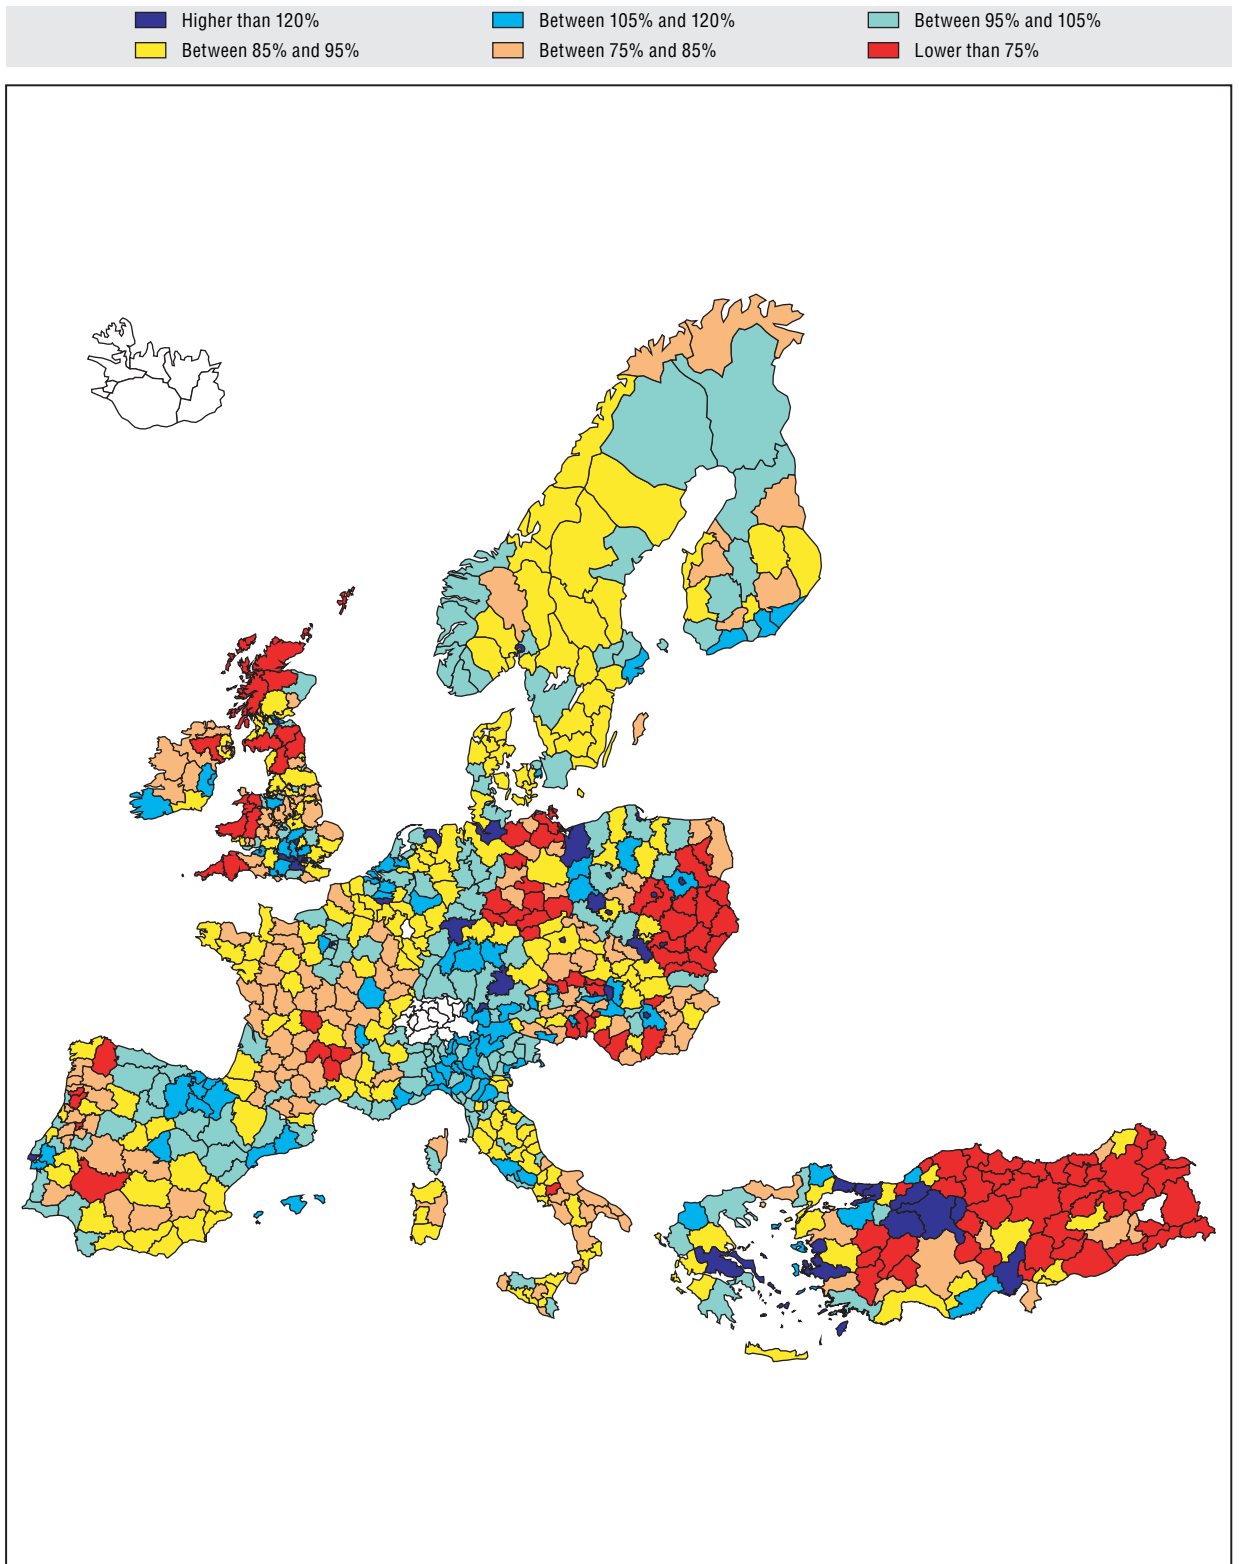 Higher than 120% Between 105% and 120% Between 95% and 105%
Between 85% and 95% Between 75% and 85% Lower than 75%